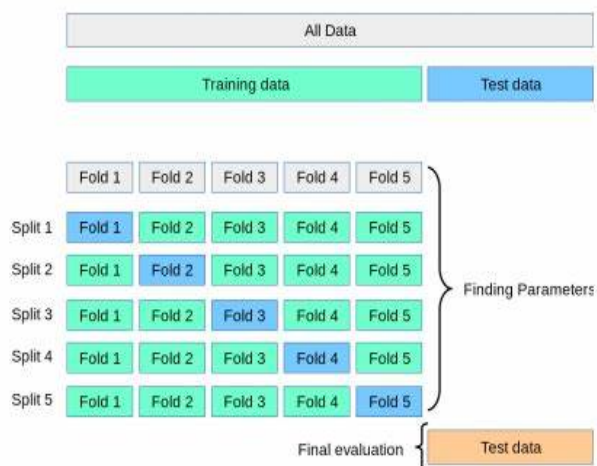 All Data
Training data Test data
Fold 1 Fold 2 Fold 3 Fold 4 Fold 5
Split 1 Fold 1 Fold 2 Fold 3 Fold 4 Fold 5
Split 2 Fold 1 Fold 2 Fold 3 Fold 4 Fold 5
Finding Parameters
Split 3 Fold 1 Fold 2 Fold 3 Fold 4 Fold 5
Split 4 Fold 1 Fold 2 Fold 3 Fold 4 Fold 5
Split 5 Fold 1 Fold 2 Fold 3 Fold 4 Fold 5
Final evaluation Test data